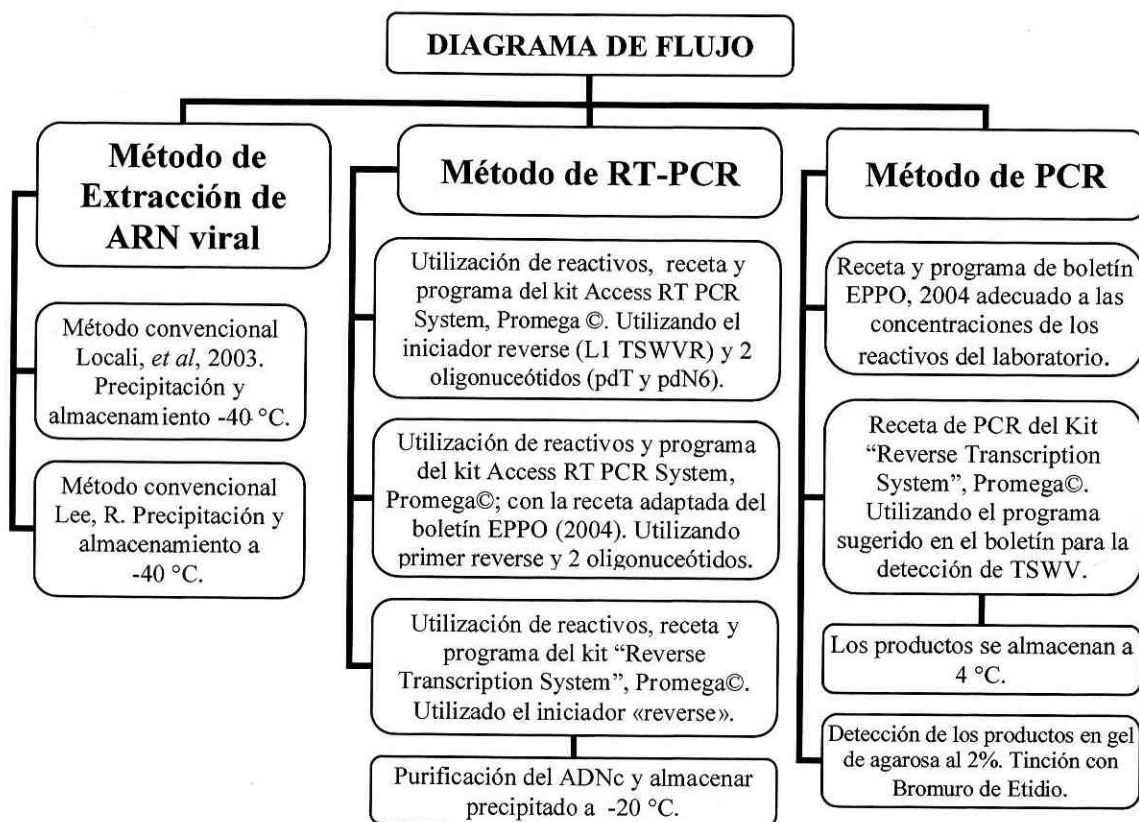 DIAGRAMA DE FLUJO
Método de
Extracción de
ARN viral
Método convencional
Locali, et al, 2003.
Precipitación y
almacenamiento -40 °C.
Método convencional
Lee, R. Precipitación y
almacenamiento a
-40 °C.
Método de RT-PCR
Utilización de reactivos, receta y
programa del kit Access RT PCR
System, Promega ©. Utilizando el
iniciador reverse (L1 TSWVR) y 2
oligonuceótidos (pdT y pdN6).
Utilización de reactivos y programa
del kit Access RT PCR System,
Promega©; con la receta adaptada del
boletín EPPO (2004). Utilizando
primer reverse y 2 oligonuceótidos.
Utilización de reactivos, receta y
programa del kit “Reverse
Transcription System”, Promega©.
Utilizado el iniciador «reverse».
Purificación del ADNc y almacenar
precipitado a -20 °C.
Método de PCR
Receta y programa de boletín
EPPO, 2004 adecuado a las
concentraciones de los
reactivos del laboratorio.
Receta de PCR del Kit
“Reverse Transcription
System”, Promega©.
Utilizando el programa
sugerido en el boletín para la
detección de TSWV.
Los productos se almacenan a
4 °C.
Detección de los productos en gel
de agarosa al 2%. Tinción con
Bromuro de Etidio.